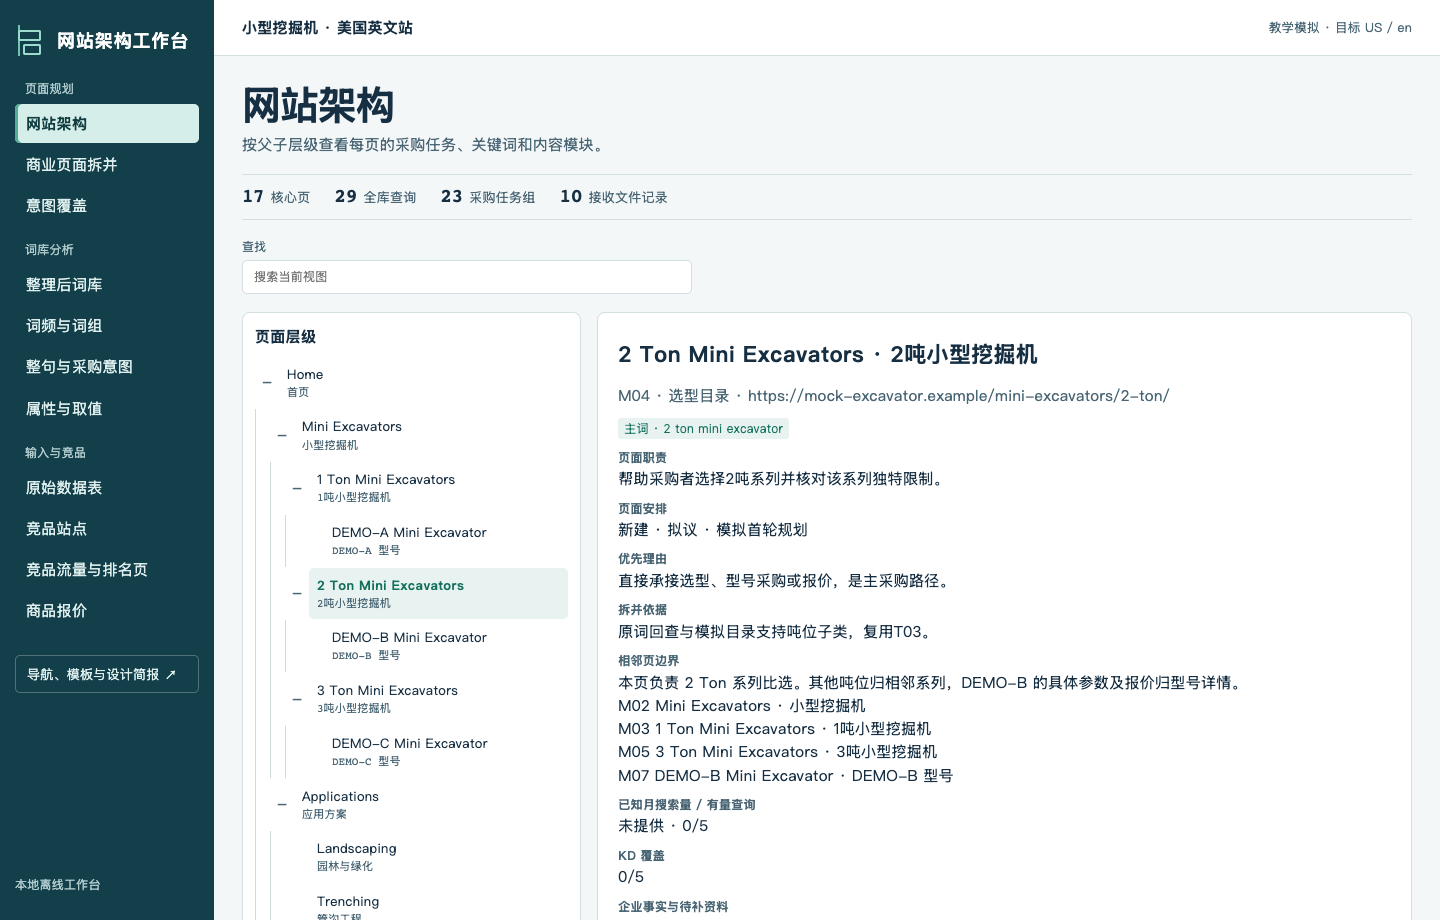 网站架构工作台
页面规划
网站架构
商业页面拆并
意图覆盖
词库分析
整理后词库
词频与词组
整句与采购意图
属性与取值
输入与竞品
原始数据表
竞品站点
竞品流量与排名页
商品报价
导航、模板与设计简报 ↗
本地离线工作台
小型挖掘机 · 美国英文站
教学模拟 · 目标 US / en
网站架构
按父子层级查看每页的采购任务、关键词和内容模块。
17 核心页 29 全库查询 23 采购任务组 10 接收文件记录
查找
搜索当前视图
页面层级
Home
首页
Mini Excavators
小型挖掘机
1 Ton Mini Excavators
1吨小型挖掘机
DEMO-A Mini Excavator
DEMO-A 型号
2 Ton Mini Excavators
2吨小型挖掘机
DEMO-B Mini Excavator
DEMO-B 型号
3 Ton Mini Excavators
3吨小型挖掘机
DEMO-C Mini Excavator
DEMO-C 型号
Applications
应用方案
Landscaping
园林与绿化
Trenching
管沟工程
2 Ton Mini Excavators · 2吨小型挖掘机
M04 · 选型目录 · https://mock-excavator.example/mini-excavators/2-ton/
主词 · 2 ton mini excavator
页面职责
帮助采购者选择2吨系列并核对该系列独特限制。
页面安排
新建 · 拟议 · 模拟首轮规划
优先理由
直接承接选型、型号采购或报价，是主采购路径。
拆并依据
原词回查与模拟目录支持吨位子类，复用T03。
相邻页边界
本页负责 2 Ton 系列比选。其他吨位归相邻系列，DEMO-B 的具体参数及报价归型号详情。
M02 Mini Excavators · 小型挖掘机
M03 1 Ton Mini Excavators · 1吨小型挖掘机
M05 3 Ton Mini Excavators · 3吨小型挖掘机
M07 DEMO-B Mini Excavator · DEMO-B 型号
已知月搜索量 / 有量查询
未提供 · 0/5
KD 覆盖
0/5
企业事实与待补资料